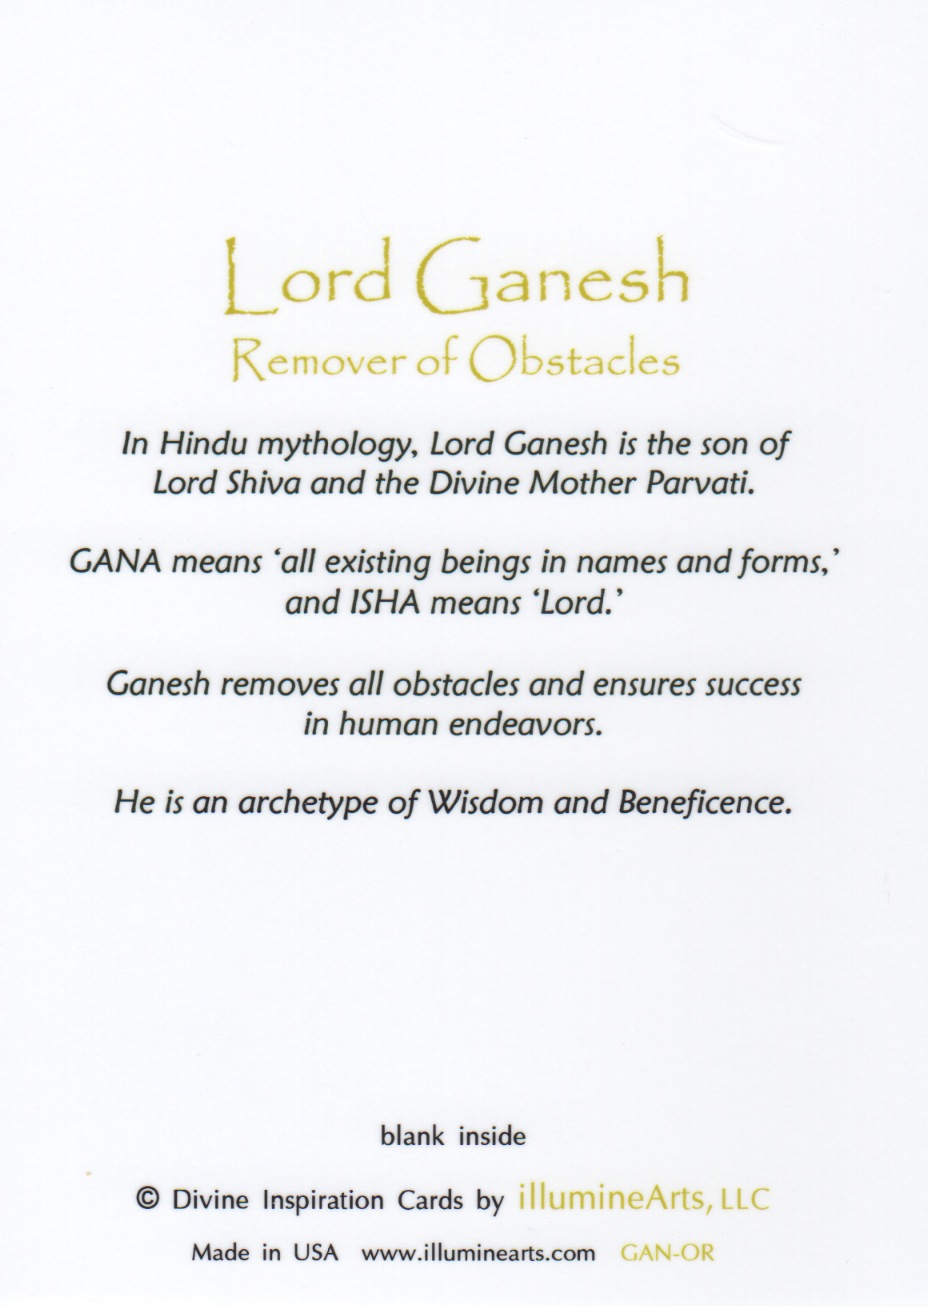 Lord Ganesh
Remover of Obstacles
In Hindu mythology, Lord Ganesh is the son of
Lord Shiva and the Divine Mother Parvati.
GANA means ‘all existing beings in names and forms,’
and ISHA means ‘Lord.’
Ganesh removes all obstacles and ensures success
in human endeavors.
He is an archetype of Wisdom and Beneficence.
blank inside
© Divine Inspiration Cards by illumineArts, LLC
Made in USA www.illuminearts.com GAN-OR